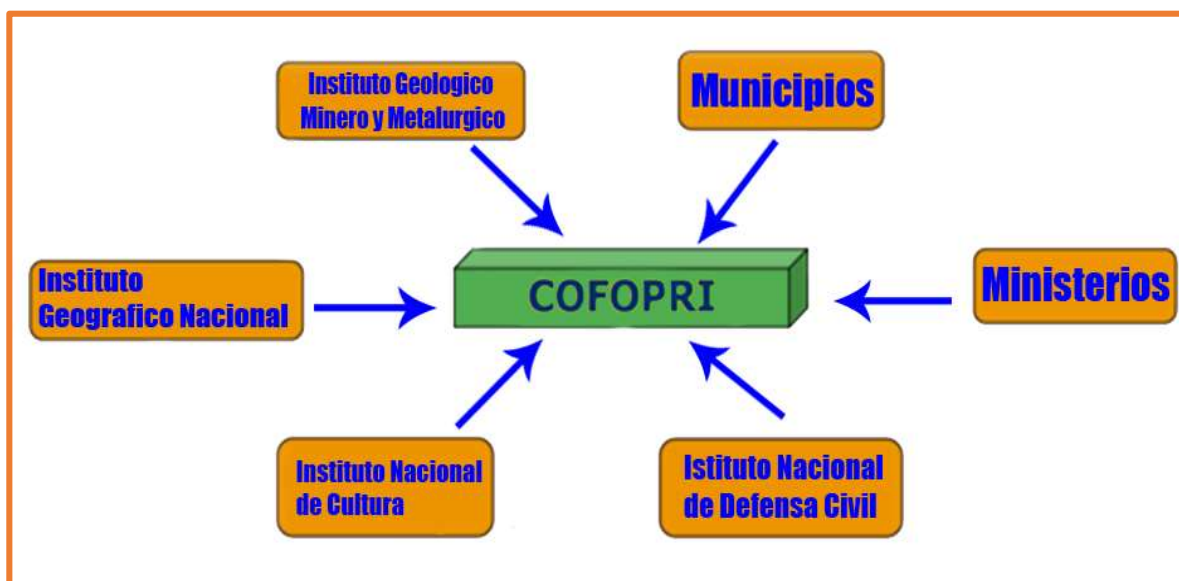 Instituto Geologico
Minero y Metalurgico
Municipios
Instituto
Geografico Nacional
COFOPRI
Ministerios
Instituto Nacional
de Cultura
Istituto Nacional
de Defensa Civil